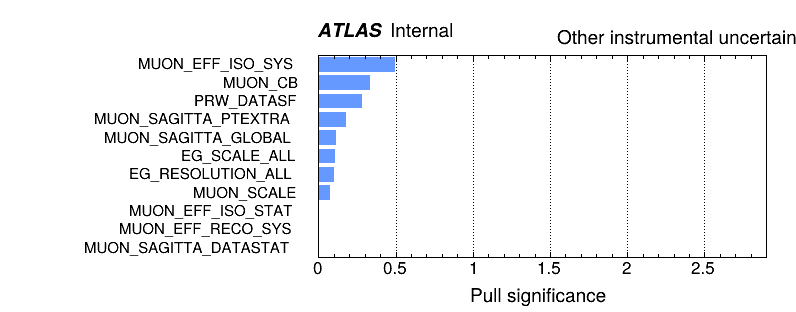 ATLAS Internal
Other instrumental uncertain
MUON_EFF_ISO_SYS
MUON_CB
PRW_DATASF
MUON_SAGITTA_PTEXTRA
MUON_SAGITTA_GLOBAL
EG_SCALE_ALL
EG_RESOLUTION_ALL
MUON_SCALE
MUON_EFF_ISO_STAT
MUON_EFF_RECO_SYS
MUON_SAGITTA_DATASTAT
0 0.5 1 1.5 2 2.5
Pull significance